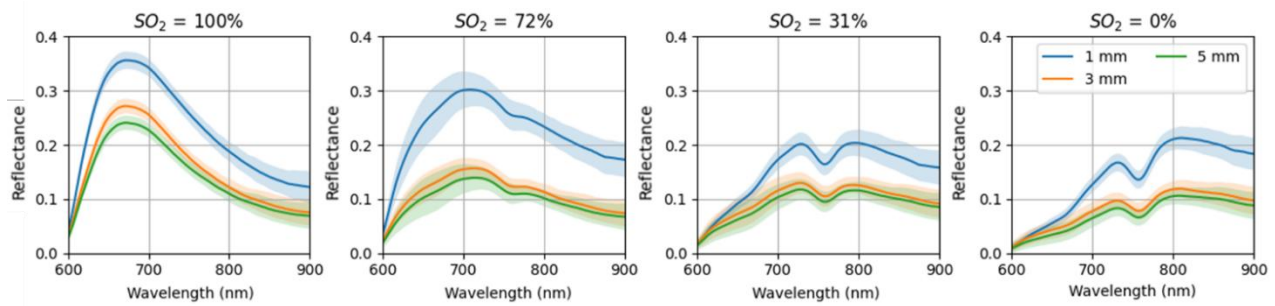 SO2 = 100%
0.4
0.3
0.2
0.1
0.0
Reflectance
600 700 800 900
Wavelength (nm)
SO2 = 72%
0.4
0.3
0.2
0.1
0.0
Reflectance
600 700 800 900
Wavelength (nm)
SO2 = 31%
0.4
0.3
0.2
0.1
0.0
Reflectance
600 700 800 900
Wavelength (nm)
SO2 = 0%
0.4
0.3
0.2
0.1
0.0
Reflectance
1 mm 5 mm
3 mm
600 700 800 900
Wavelength (nm)